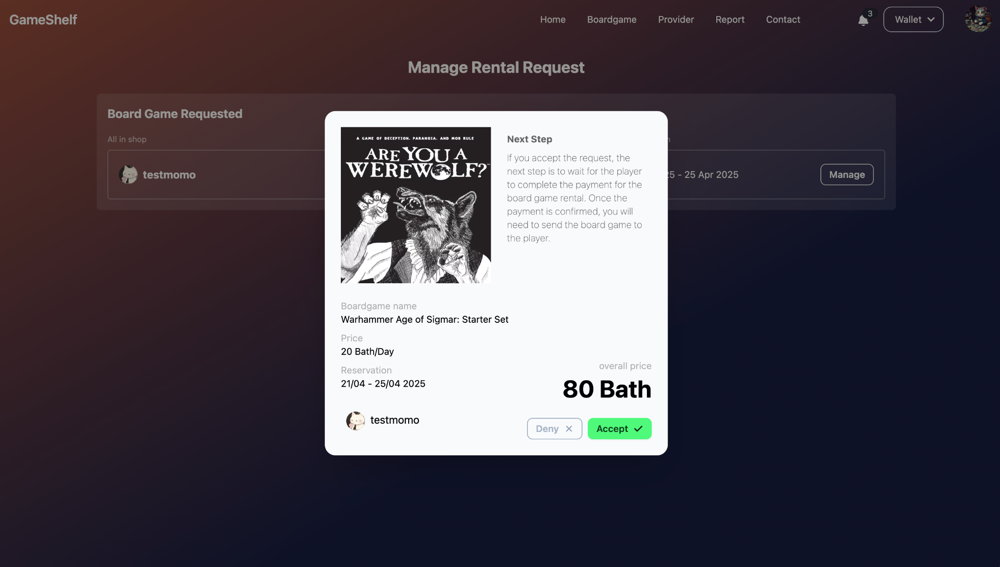 GameShelf
Home
Boardgame
Provider
Report
Contact
3
Wallet
Manage Rental Request
Board Game Requested
All in shop
testmomo
25 - 25 Apr 2025
Manage
A GAME OF DECEPTION, PARANOIA, AND MOB RULE
ARE YOU A
WEREWOLF?™
Next Step
If you accept the request, the
next step is to wait for the player
to complete the payment for the
board game rental. Once the
payment is confirmed, you will
need to send the board game to
the player.
Boardgame name
Warhammer Age of Sigmar: Starter Set
Price
20 Bath/Day
Reservation
21/04 - 25/04 2025
overall price
80 Bath
testmomo
Deny
Accept